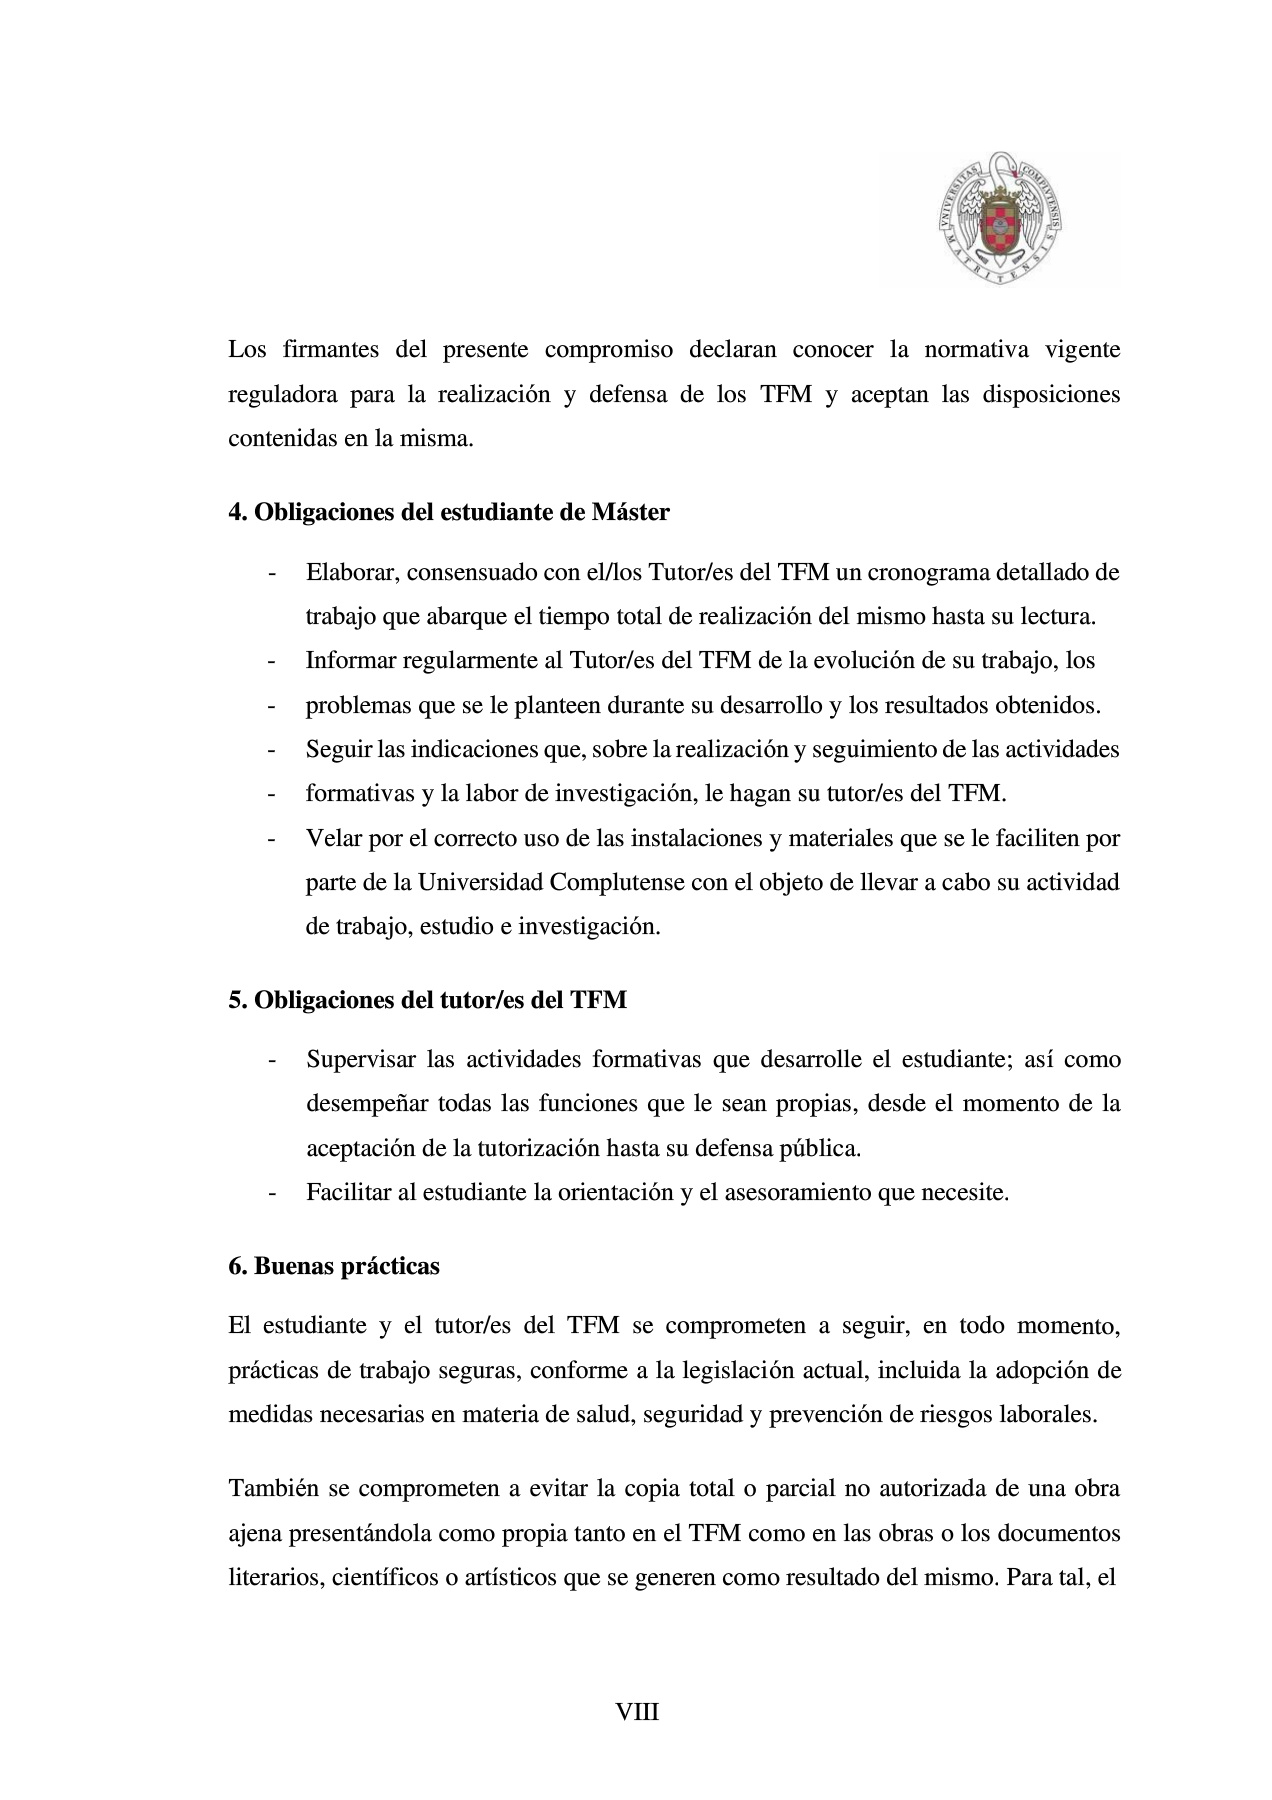 VNIVERSITAS COMPLVTENSIS
MATRITENSIS
Los firmantes del presente compromiso declaran conocer la normativa vigente
reguladora para la realización y defensa de los TFM y aceptan las disposiciones
contenidas en la misma.
4. Obligaciones del estudiante de Máster
- Elaborar, consensuado con el/los Tutor/es del TFM un cronograma detallado de
trabajo que abarque el tiempo total de realización del mismo hasta su lectura.
- Informar regularmente al Tutor/es del TFM de la evolución de su trabajo, los
- problemas que se le planteen durante su desarrollo y los resultados obtenidos.
- Seguir las indicaciones que, sobre la realización y seguimiento de las actividades
- formativas y la labor de investigación, le hagan su tutor/es del TFM.
- Velar por el correcto uso de las instalaciones y materiales que se le faciliten por
parte de la Universidad Complutense con el objeto de llevar a cabo su actividad
de trabajo, estudio e investigación.
5. Obligaciones del tutor/es del TFM
- Supervisar las actividades formativas que desarrolle el estudiante; así como
desempeñar todas las funciones que le sean propias, desde el momento de la
aceptación de la tutorización hasta su defensa pública.
- Facilitar al estudiante la orientación y el asesoramiento que necesite.
6. Buenas prácticas
El estudiante y el tutor/es del TFM se comprometen a seguir, en todo momento,
prácticas de trabajo seguras, conforme a la legislación actual, incluida la adopción de
medidas necesarias en materia de salud, seguridad y prevención de riesgos laborales.
También se comprometen a evitar la copia total o parcial no autorizada de una obra
ajena presentándola como propia tanto en el TFM como en las obras o los documentos
literarios, científicos o artísticos que se generen como resultado del mismo. Para tal, el
VIII